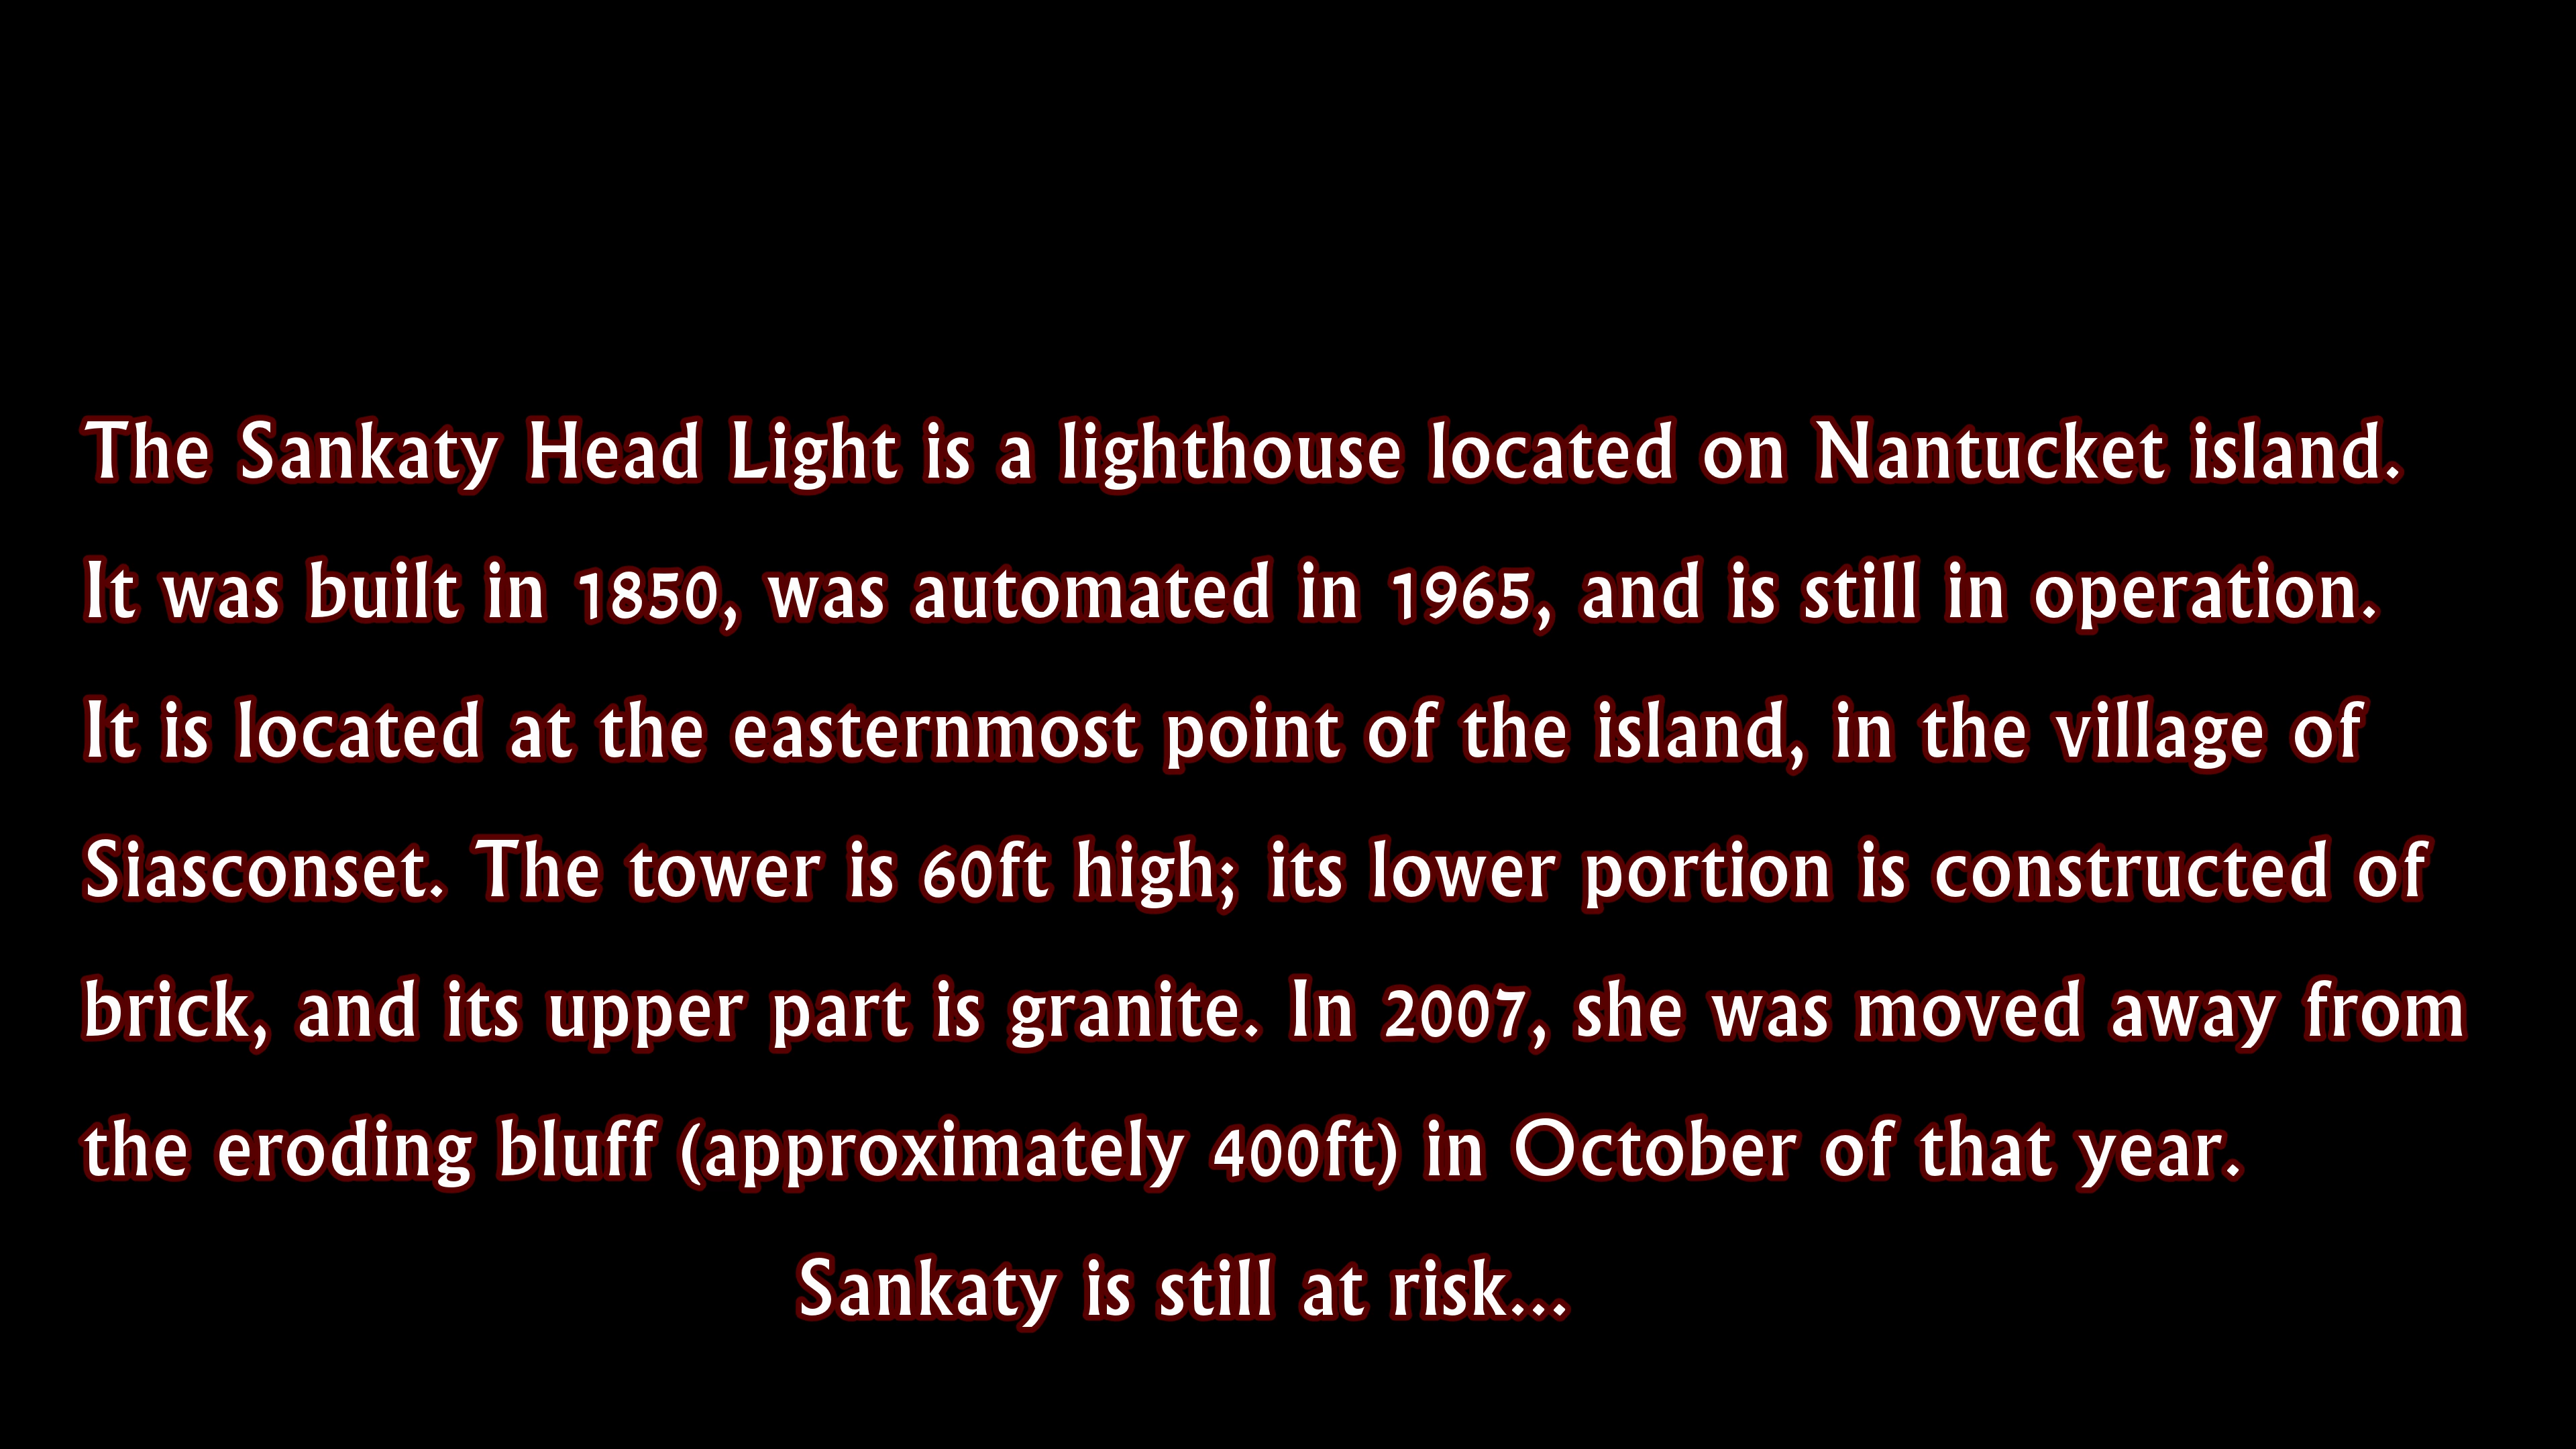 The Sankaty Head Light is a lighthouse located on Nantucket island.
It was built in 1850, was automated in 1965, and is still in operation.
It is located at the easternmost point of the island, in the village of
Siasconset. The tower is 60ft high; its lower portion is constructed of
brick, and its upper part is granite. In 2007, she was moved away from
the eroding bluff (approximately 400ft) in October of that year.
Sankaty is still at risk...